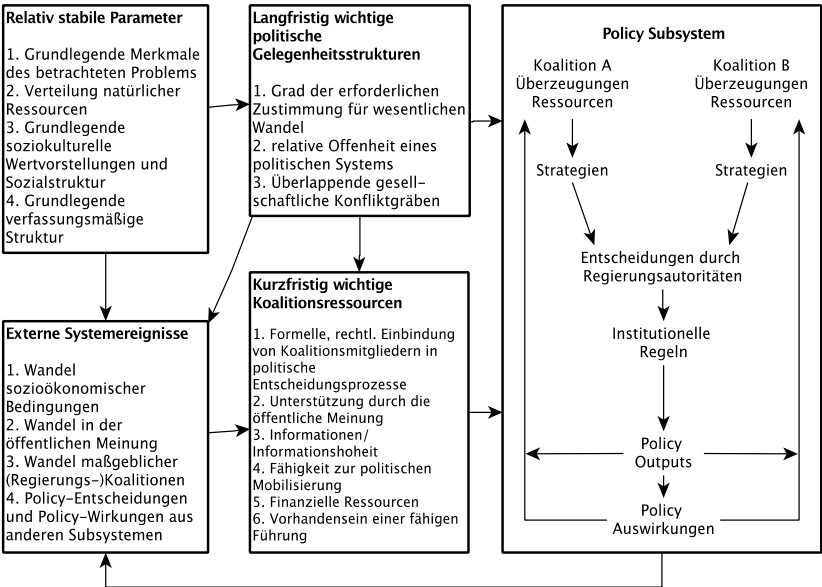 Relativ stabile Parameter
1. Grundlegende Merkmale
des betrachteten Problems
2. Verteilung natürlicher
Ressourcen
3. Grundlegende
soziokulturelle
Wertvorstellungen und
Sozialstruktur
4. Grundlegende
verfassungsmäßige
Struktur
Langfristig wichtige
politische
Gelegenheitsstrukturen
1. Grad der erforderlichen
Zustimmung für wesentlichen
Wandel
2. relative Offenheit eines
politischen Systems
3. Überlappende gesell-
schaftliche Konfliktgräben
Externe Systemereignisse
1. Wandel
sozioökonomischer
Bedingungen
2. Wandel in der
öffentlichen Meinung
3. Wandel maßgeblicher
(Regierungs-)Koalitionen
4. Policy-Entscheidungen
und Policy-Wirkungen aus
anderen Subsystemen
Kurzfristig wichtige
Koalitionsressourcen
1. Formelle, rechtl. Einbindung
von Koalitionsmitgliedern in
politische
Entscheidungsprozesse
2. Unterstützung durch die
öffentliche Meinung
3. Informationen/
Informationshoheit
4. Fähigkeit zur politischen
Mobilisierung
5. Finanzielle Ressourcen
6. Vorhandensein einer fähigen
Führung
Policy Subsystem
Koalition A
Überzeugungen
Ressourcen
Koalition B
Überzeugungen
Ressourcen
Strategien
Strategien
Entscheidungen durch
Regierungsautoritäten
Institutionelle
Regeln
Policy
Outputs
Policy
Auswirkungen